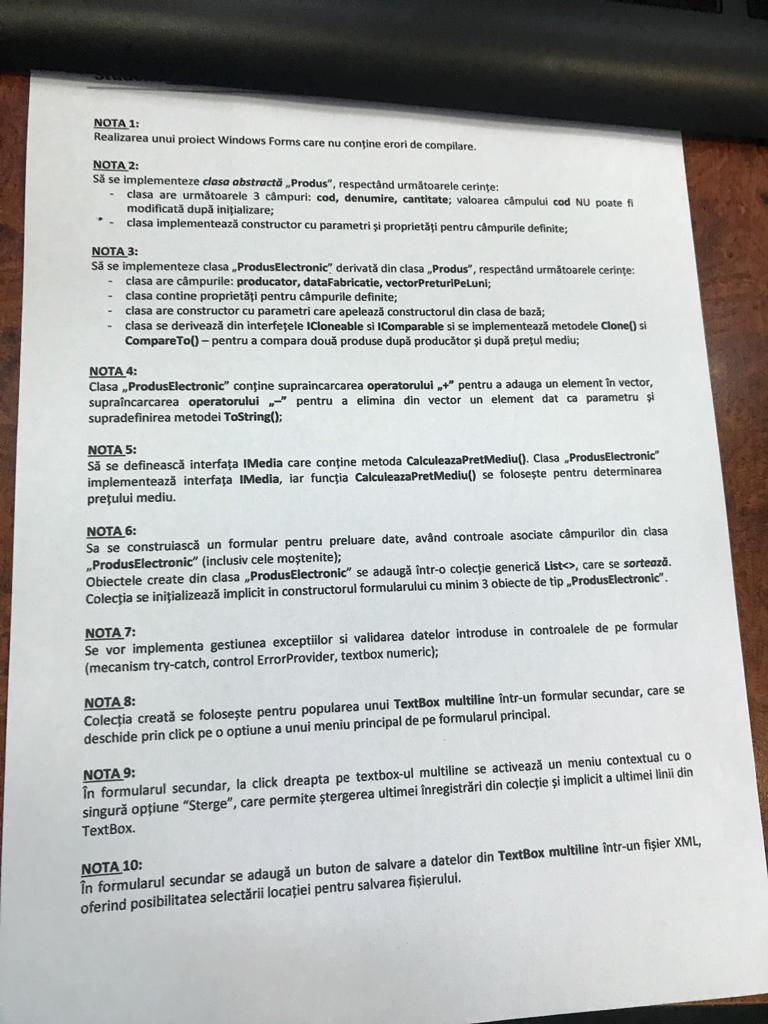 NOTA 1:
Realizarea unui proiect Windows Forms care nu conține erori de compilare.
NOTA 2:
Să se implementeze clasa abstractă „Produs”, respectând următoarele cerințe:
- clasa are următoarele 3 câmpuri: cod, denumire, cantitate; valoarea câmpului cod NU poate fi
modificată după inițializare;
* - clasa implementează constructor cu parametri și proprietăți pentru câmpurile definite;
NOTA 3:
Să se implementeze clasa „ProdusElectronic” derivată din clasa „Produs”, respectând următoarele cerințe:
- clasa are câmpurile: producator, dataFabricatie, vectorPreturiPeLuni;
- clasa contine proprietăți pentru câmpurile definite;
- clasa are constructor cu parametri care apelează constructorul din clasa de bază;
- clasa se derivează din interfețele ICloneable si IComparable si se implementează metodele Clone() si
CompareTo() – pentru a compara două produse după producător și după prețul mediu;
NOTA 4:
Clasa „ProdusElectronic” conține supraincarcarea operatorului „+” pentru a adauga un element în vector,
supraîncarcarea operatorului „–” pentru a elimina din vector un element dat ca parametru și
supradefinirea metodei ToString();
NOTA 5:
Să se definească interfața IMedia care conține metoda CalculeazaPretMediu(). Clasa „ProdusElectronic”
implementează interfața IMedia, iar funcția CalculeazaPretMediu() se folosește pentru determinarea
prețului mediu.
NOTA 6:
Sa se construiască un formular pentru preluare date, având controale asociate câmpurilor din clasa
„ProdusElectronic” (inclusiv cele moștenite);
Obiectele create din clasa „ProdusElectronic” se adaugă într-o colecție generică List<>, care se sortează.
Colecția se inițializează implicit in constructorul formularului cu minim 3 obiecte de tip „ProdusElectronic”.
NOTA 7:
Se vor implementa gestiunea exceptiilor si validarea datelor introduse in controalele de pe formular
(mecanism try-catch, control ErrorProvider, textbox numeric);
NOTA 8:
Colecția creată se folosește pentru popularea unui TextBox multiline într-un formular secundar, care se
deschide prin click pe o optiune a unui meniu principal de pe formularul principal.
NOTA 9:
În formularul secundar, la click dreapta pe textbox-ul multiline se activează un meniu contextual cu o
singură opțiune “Sterge”, care permite ștergerea ultimei înregistrări din colecție și implicit a ultimei linii din
TextBox.
NOTA 10:
În formularul secundar se adaugă un buton de salvare a datelor din TextBox multiline într-un fișier XML,
oferind posibilitatea selectării locației pentru salvarea fișierului.